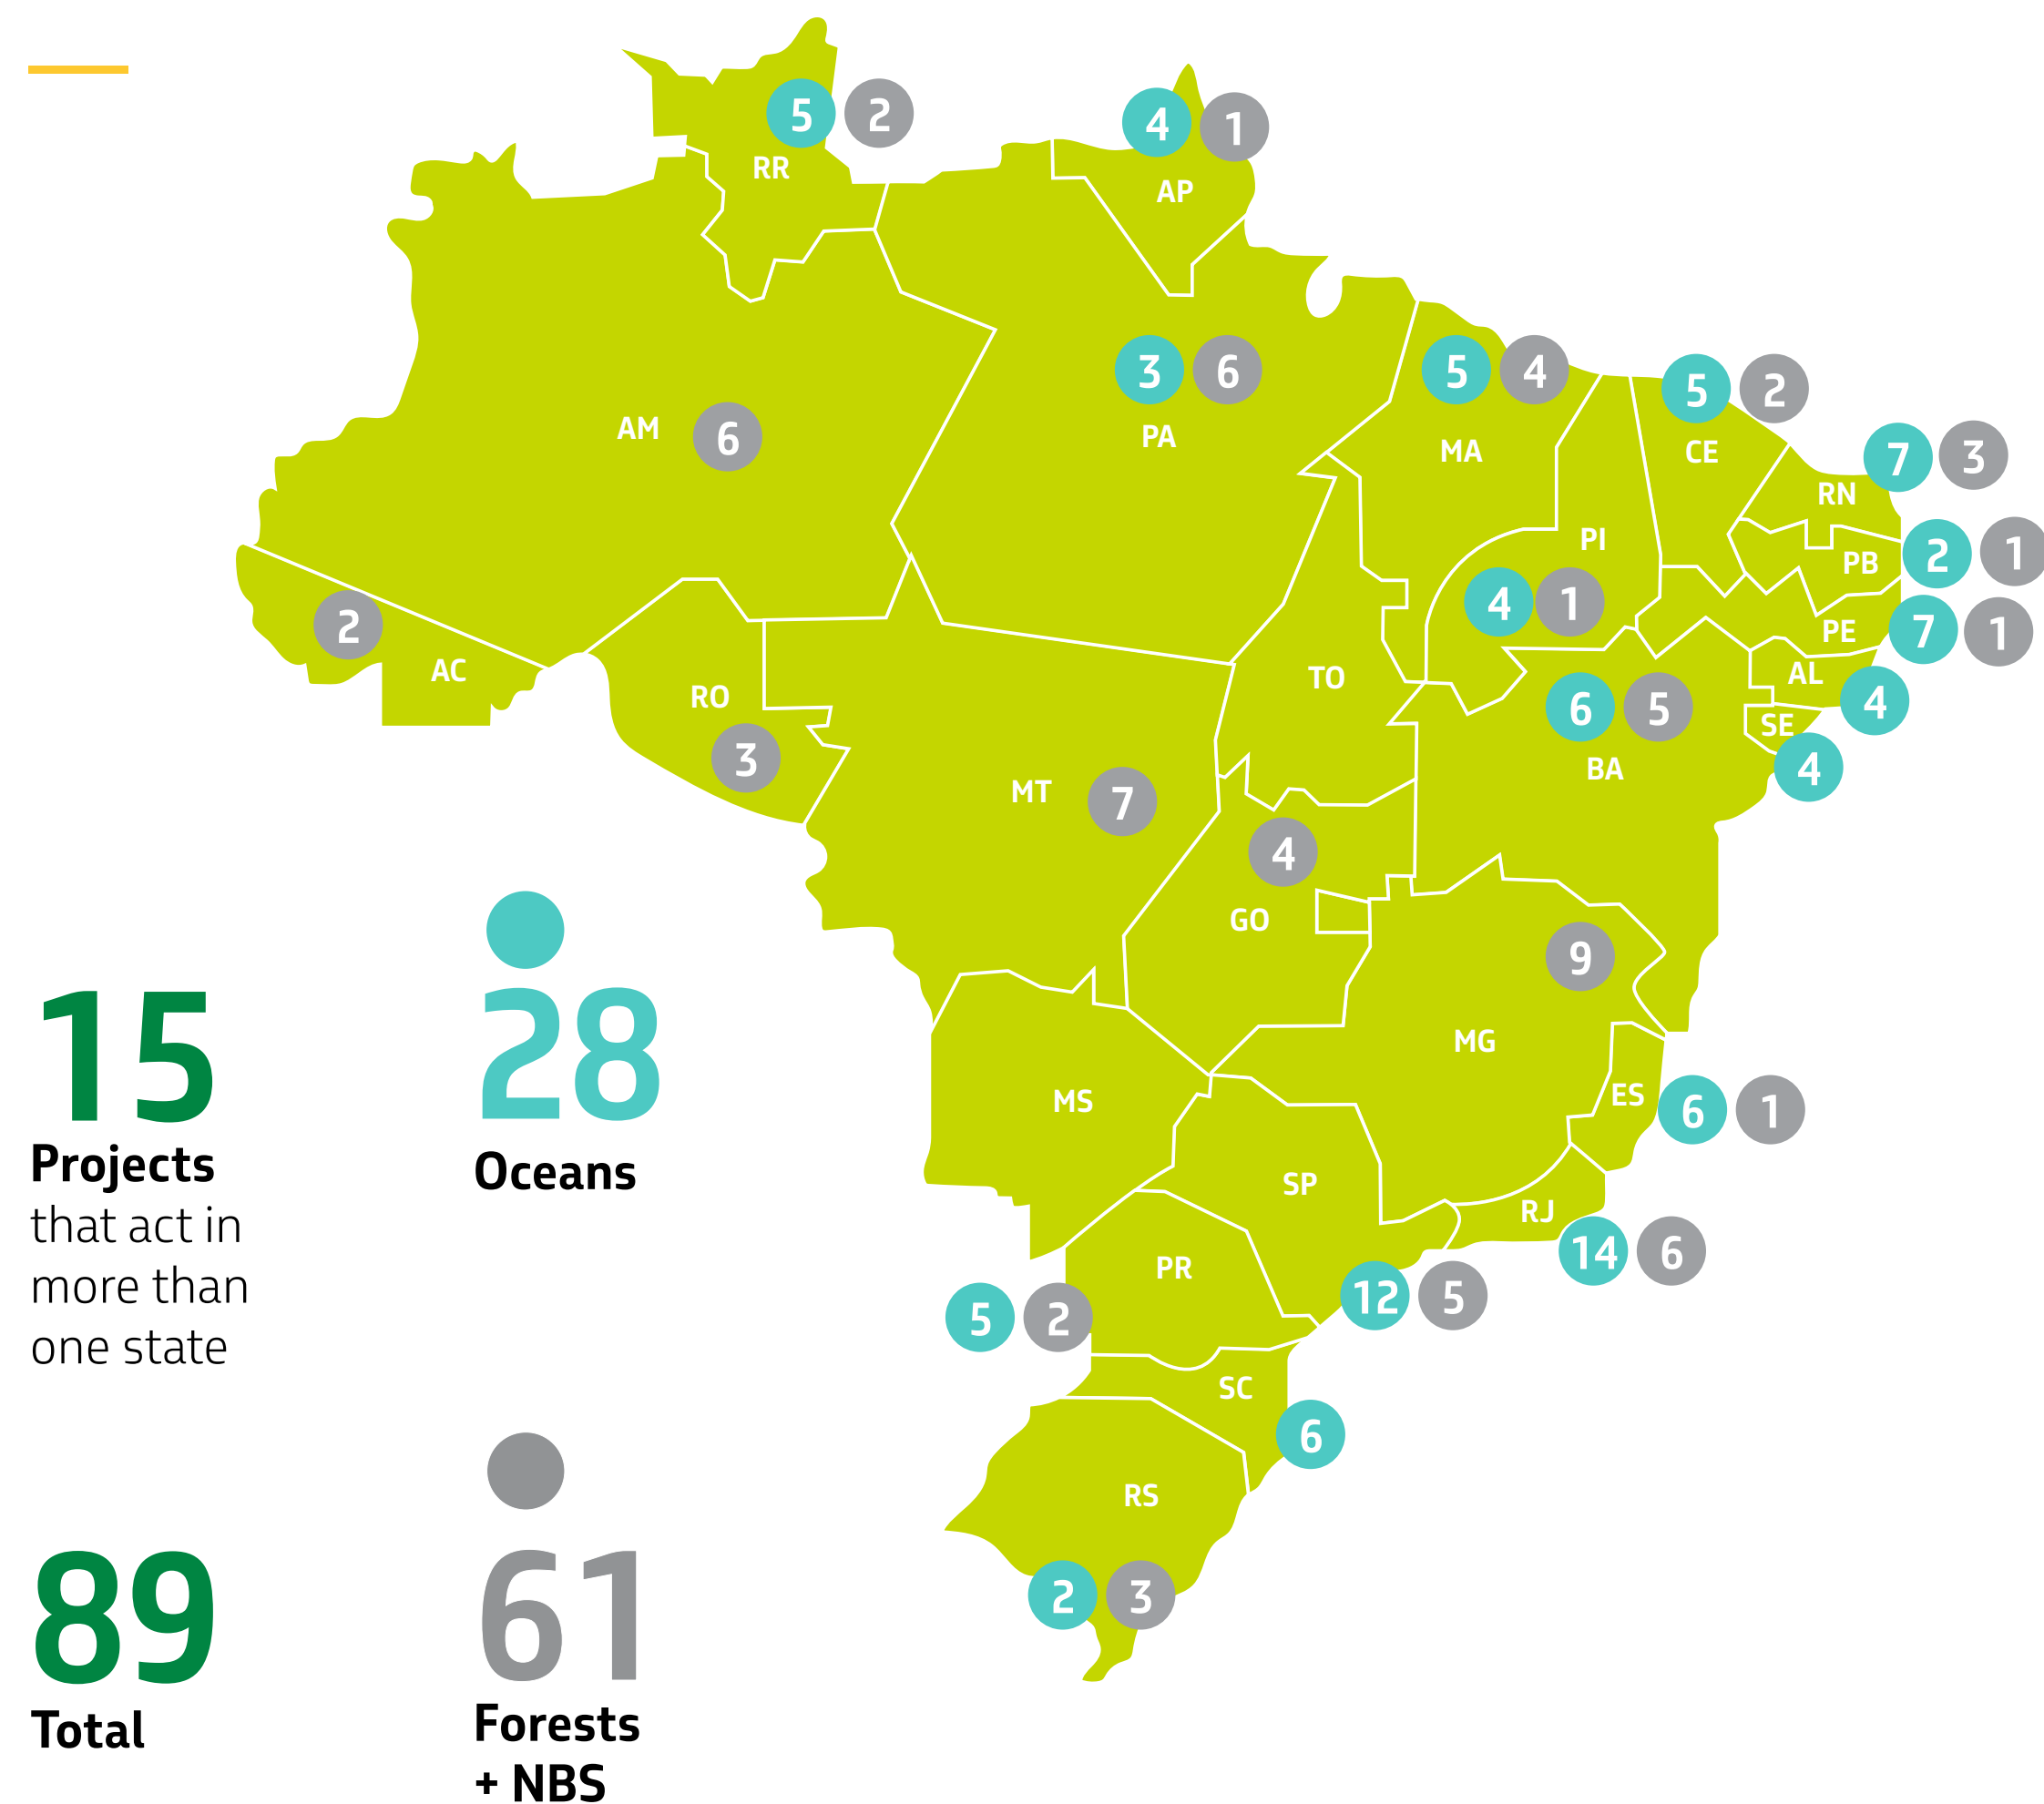 5 2
RR
4 1
AP
AM 6
3 6
PA
5 4
MA
5 2
CE
7 3
RN
PI
4 1
2 1
PB
7 1
PE
2
AC
RO
3
TO
AL
4
SE
4
6 5
BA
MT 7
4
GO
9
MG
MS
ES
6 1
SP
RJ
14 6
12 5
PR
5 2
SC
6
RS
2 3
15
Projects
that act in
more than
one state
28
Oceans
89
Total
61
Forests
+ NBS